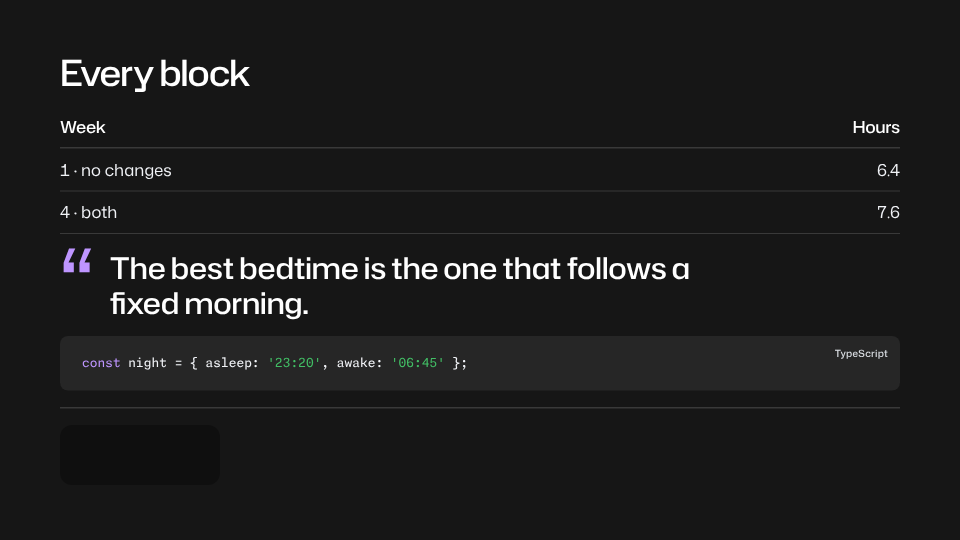 Every block
Week Hours
1 · no changes 6.4
4 · both 7.6
“ The best bedtime is the one that follows a
fixed morning.
TypeScript
const night = { asleep: '23:20', awake: '06:45' };